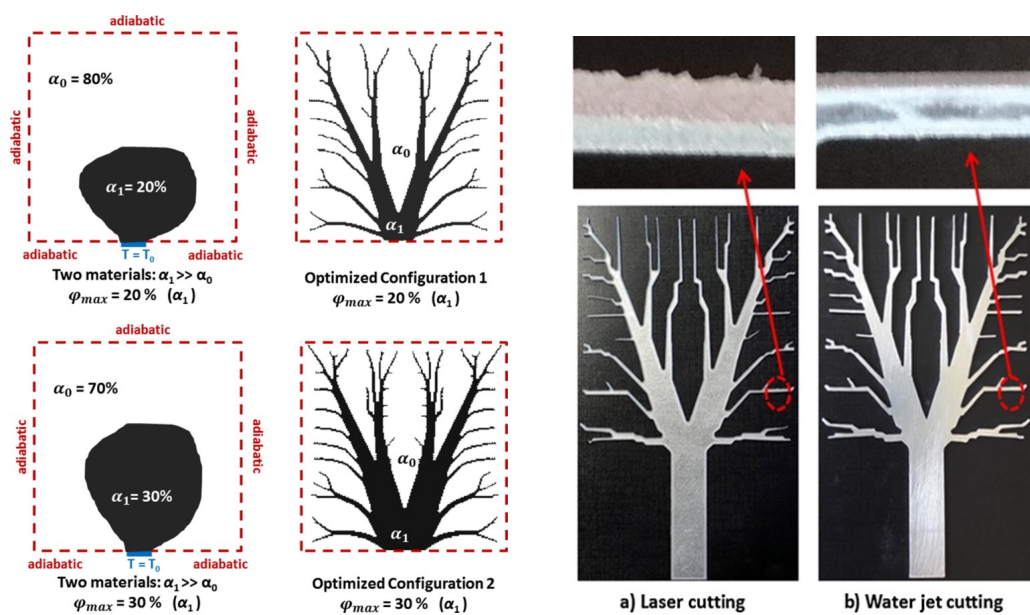 adiabatic
adiabatic
α₀ = 80%
adiabatic
α₁ = 20%
adiabatic
T = T₀
adiabatic
Two materials: α₁ >> α₀
φₘₐₓ = 20 % (α₁)
α₀
α₁
Optimized Configuration 1
φₘₐₓ = 20 % (α₁)
adiabatic
adiabatic
α₀ = 70%
adiabatic
α₁ = 30%
adiabatic
T = T₀
adiabatic
Two materials: α₁ >> α₀
φₘₐₓ = 30 % (α₁)
α₀
α₁
Optimized Configuration 2
φₘₐₓ = 30 % (α₁)
a) Laser cutting
b) Water jet cutting